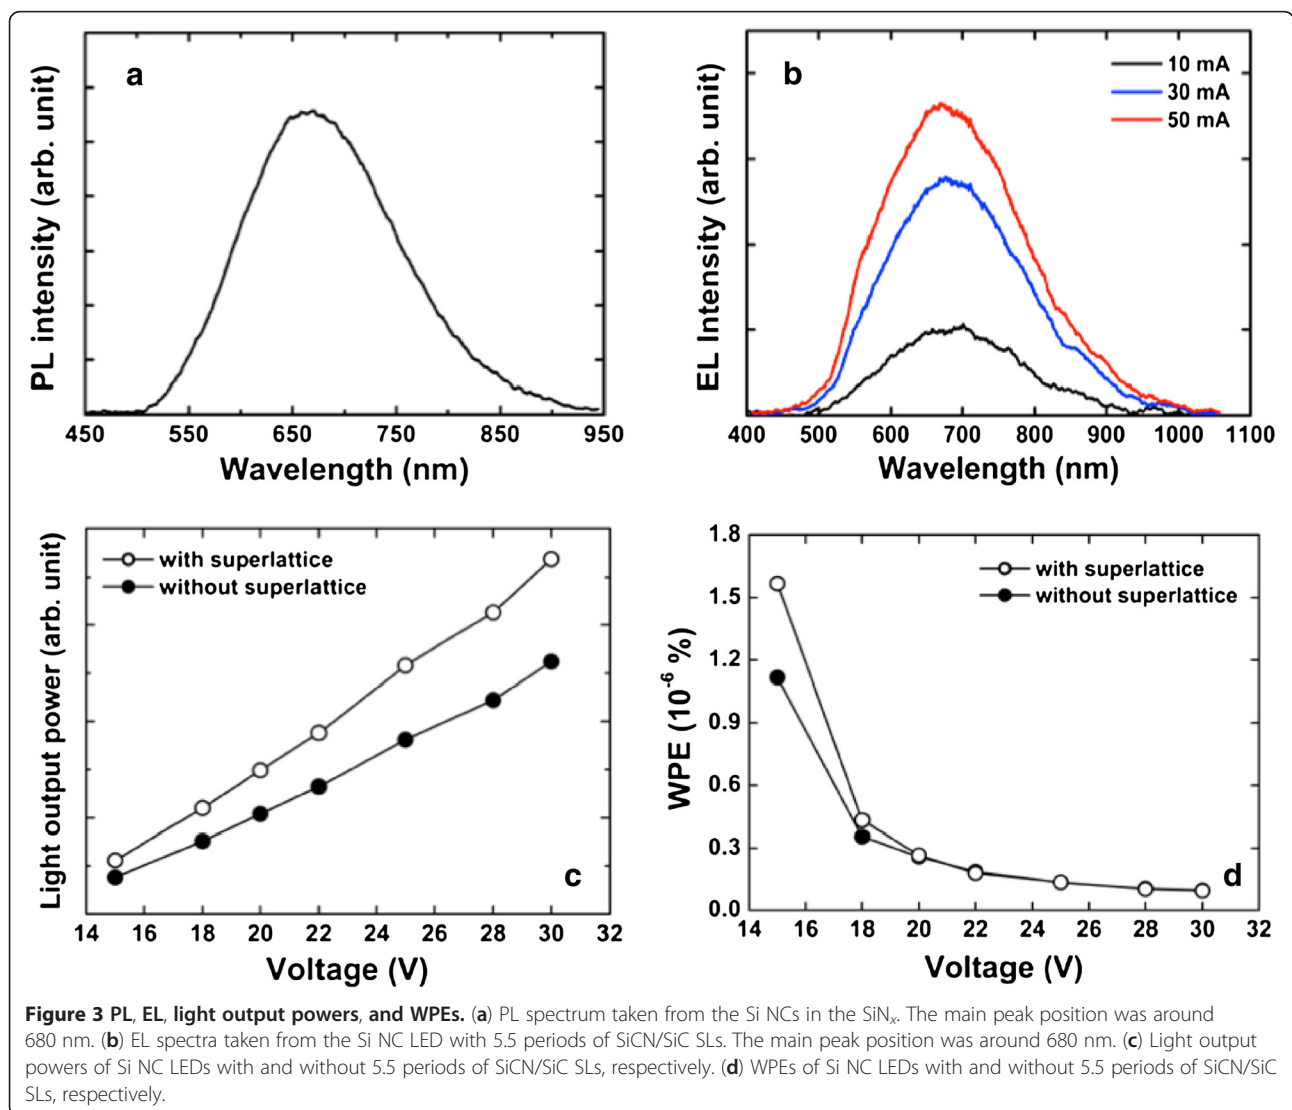 a
PL intensity (arb. unit)
450 550 650 750 850 950
Wavelength (nm)
b
10 mA
30 mA
50 mA
EL Intensity (arb. unit)
400 500 600 700 800 900 1000 1100
Wavelength (nm)
with superlattice
without superlattice
Light output power (arb. unit)
c
14 16 18 20 22 24 26 28 30 32
Voltage (V)
1.8
1.5
1.2
0.9
0.6
0.3
0.0
WPE (10⁻⁶ %)
with superlattice
without superlattice
d
14 16 18 20 22 24 26 28 30 32
Voltage (V)
Figure 3 PL, EL, light output powers, and WPEs. (a) PL spectrum taken from the Si NCs in the SiNₓ. The main peak position was around
680 nm. (b) EL spectra taken from the Si NC LED with 5.5 periods of SiCN/SiC SLs. The main peak position was around 680 nm. (c) Light output
powers of Si NC LEDs with and without 5.5 periods of SiCN/SiC SLs, respectively. (d) WPEs of Si NC LEDs with and without 5.5 periods of SiCN/SiC
SLs, respectively.